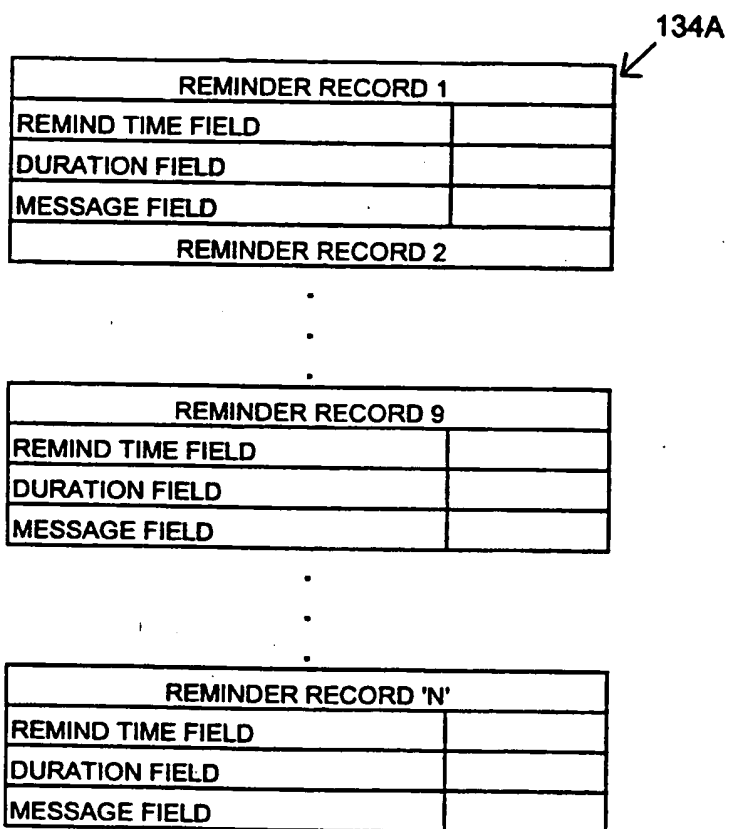 134A
REMINDER RECORD 1
REMIND TIME FIELD
DURATION FIELD
MESSAGE FIELD
REMINDER RECORD 2
REMINDER RECORD 9
REMIND TIME FIELD
DURATION FIELD
MESSAGE FIELD
REMINDER RECORD 'N'
REMIND TIME FIELD
DURATION FIELD
MESSAGE FIELD